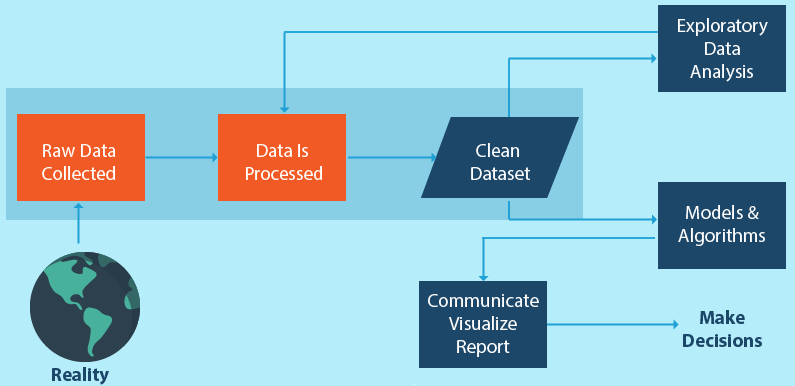 Exploratory
Data
Analysis
Raw Data
Collected
Data Is
Processed
Clean
Dataset
Models &
Algorithms
Communicate
Visualize
Report
Make
Decisions
Reality